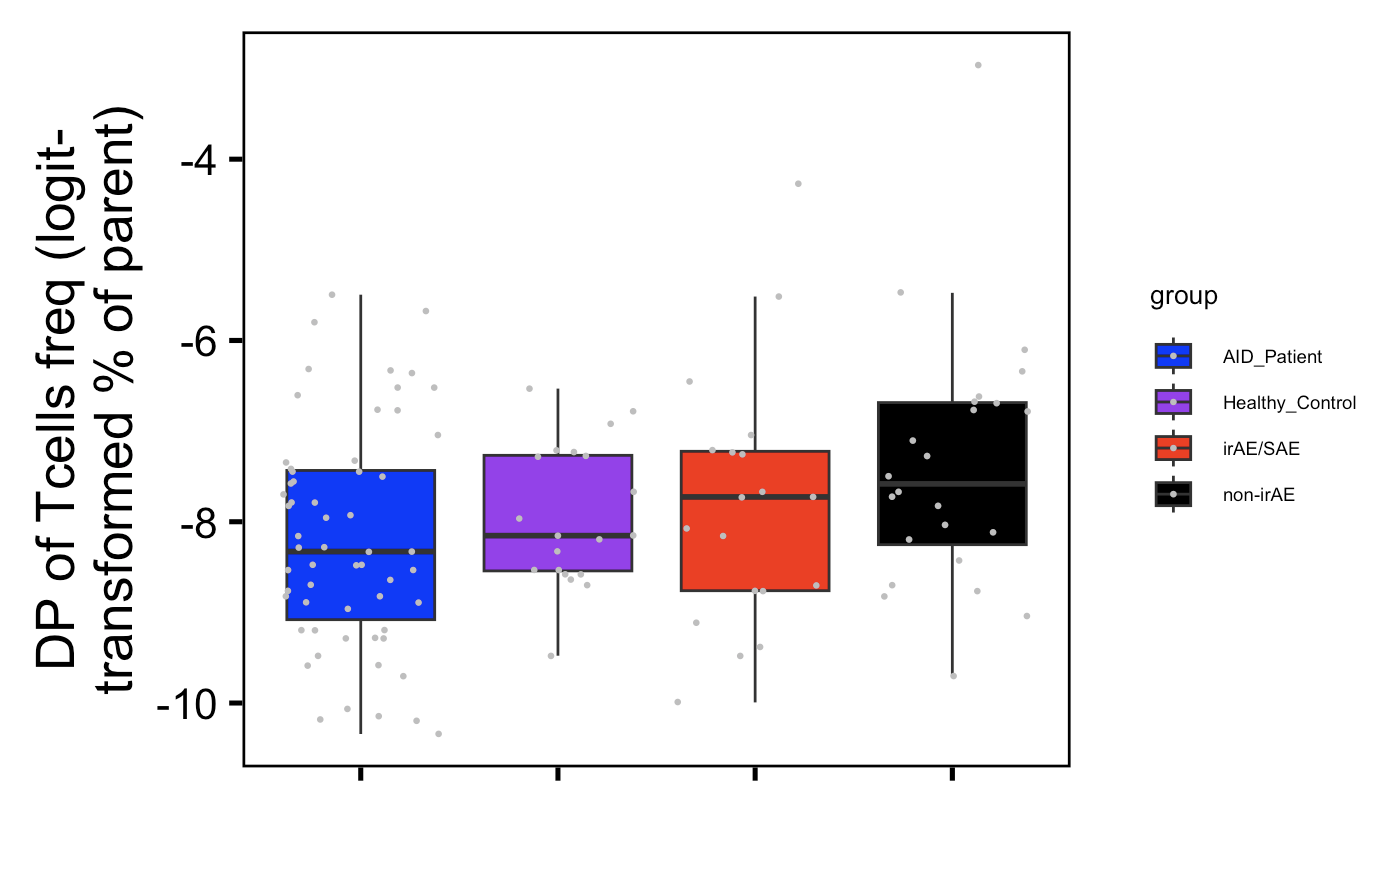 DP of Tcells freq (logit-
transformed % of parent)
-4
-6
-8
-10
group
AID_Patient
Healthy_Control
irAE/SAE
non-irAE